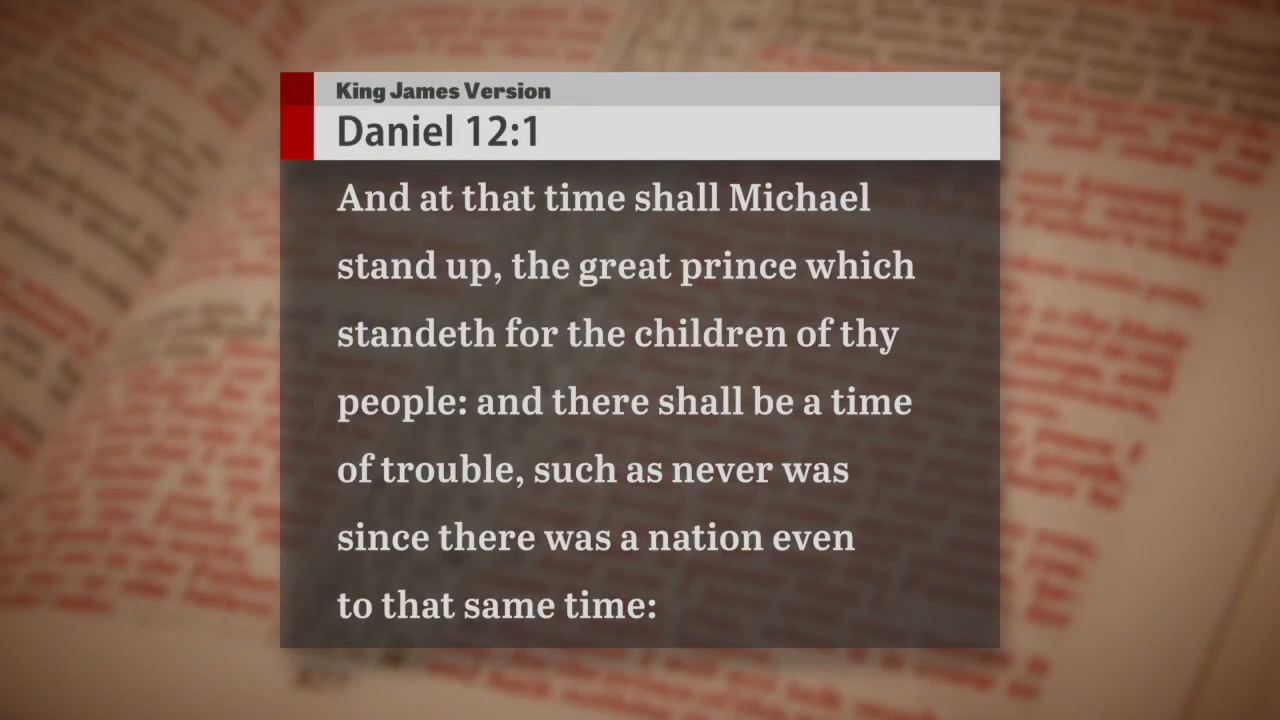 King James Version
Daniel 12:1
And at that time shall Michael
stand up, the great prince which
standeth for the children of thy
people: and there shall be a time
of trouble, such as never was
since there was a nation even
to that same time: